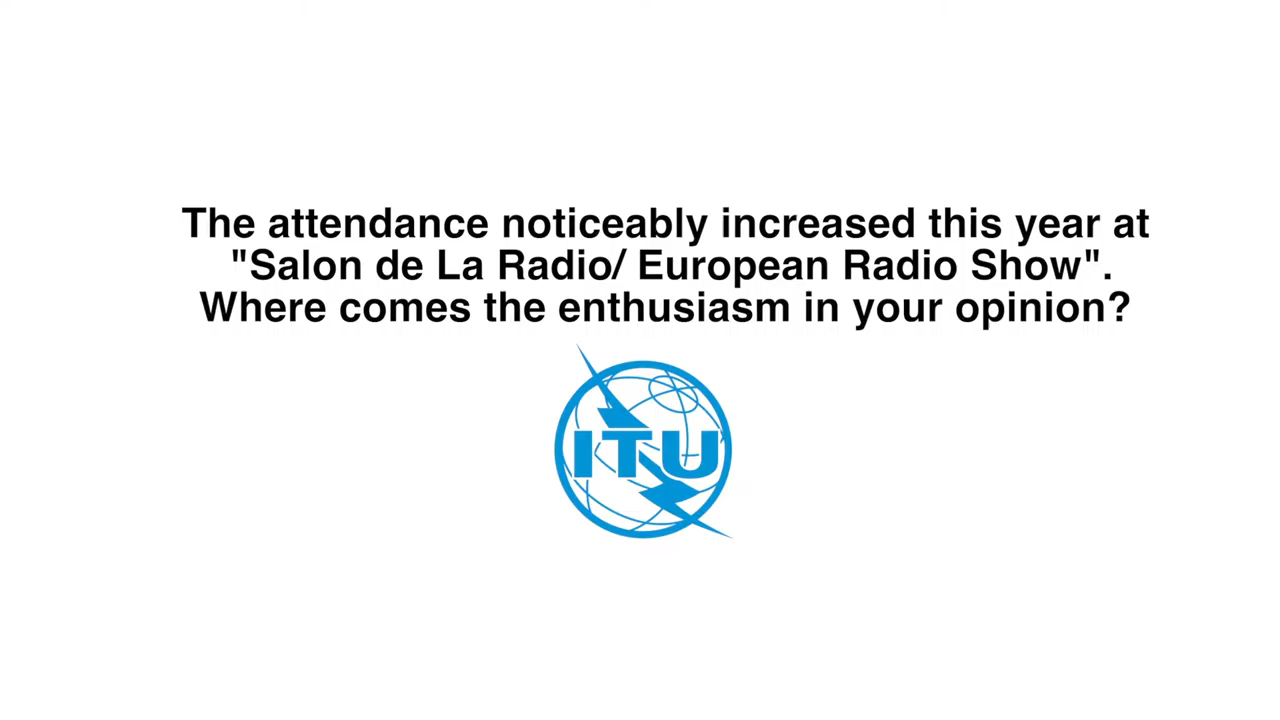 The attendance noticeably increased this year at
"Salon de La Radio/ European Radio Show".
Where comes the enthusiasm in your opinion?
ITU